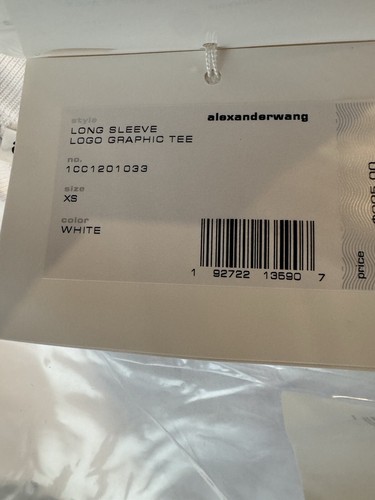 alexanderwang
style
LONG SLEEVE
LOGO GRAPHIC TEE
no.
1CC1201033
size
XS
color
WHITE
1 92722 13590 7
price